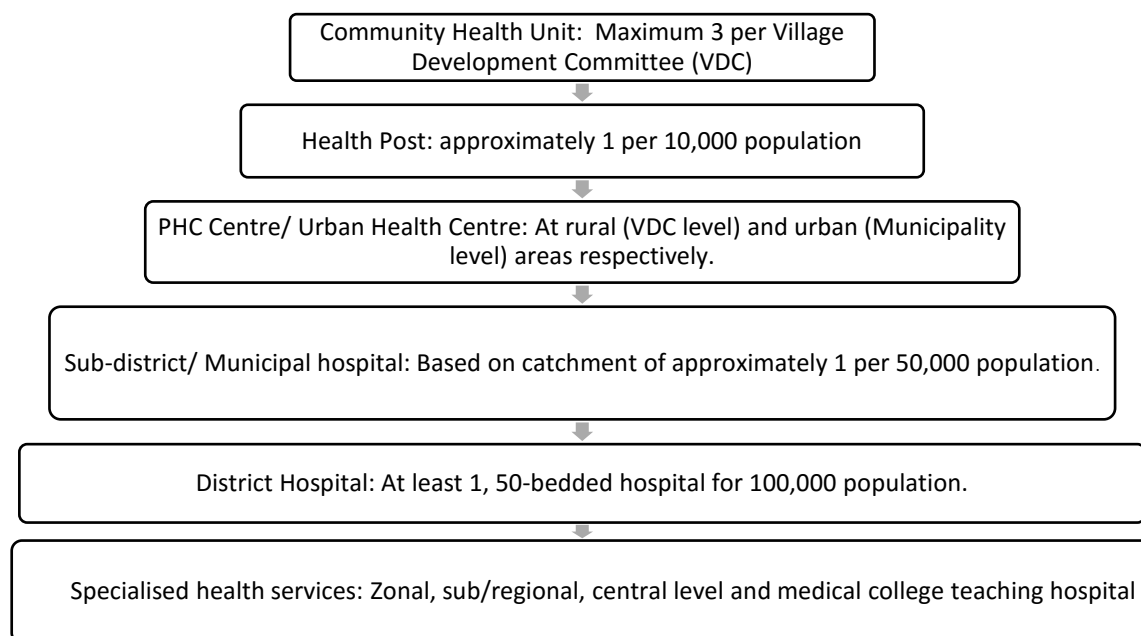 Community Health Unit:  Maximum 3 per Village
Development Committee (VDC)
Health Post: approximately 1 per 10,000 population
PHC Centre/ Urban Health Centre: At rural (VDC level) and urban (Municipality
level) areas respectively.
Sub-district/ Municipal hospital: Based on catchment of approximately 1 per 50,000 population.
District Hospital: At least 1, 50-bedded hospital for 100,000 population.
Specialised health services: Zonal, sub/regional, central level and medical college teaching hospital